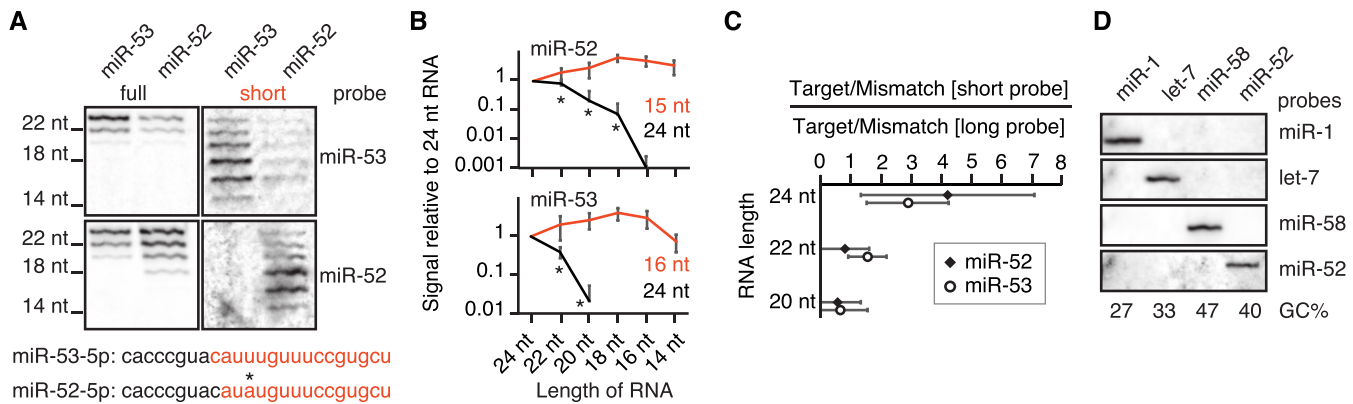 A
miR-53
miR-52
miR-53
miR-52
full
short
probe
22 nt
18 nt
14 nt
miR-53
22 nt
18 nt
14 nt
miR-52
miR-53-5p: cacccguacauuuguuuccgugcu
*
miR-52-5p: cacccguacauauguuuccgugcu
B
Signal relative to 24 nt RNA
miR-52
1
0.1
0.01
0.001
15 nt
24 nt
* * *
miR-53
1
0.1
0.01
16 nt
24 nt
* *
24 nt
22 nt
20 nt
18 nt
16 nt
14 nt
Length of RNA
C
Target/Mismatch [short probe]
Target/Mismatch [long probe]
0 1 2 3 4 5 6 7 8
RNA length
24 nt
22 nt
20 nt
miR-52
miR-53
D
miR-1
let-7
miR-58
miR-52
probes
miR-1
let-7
miR-58
miR-52
27 33 47 40 GC%